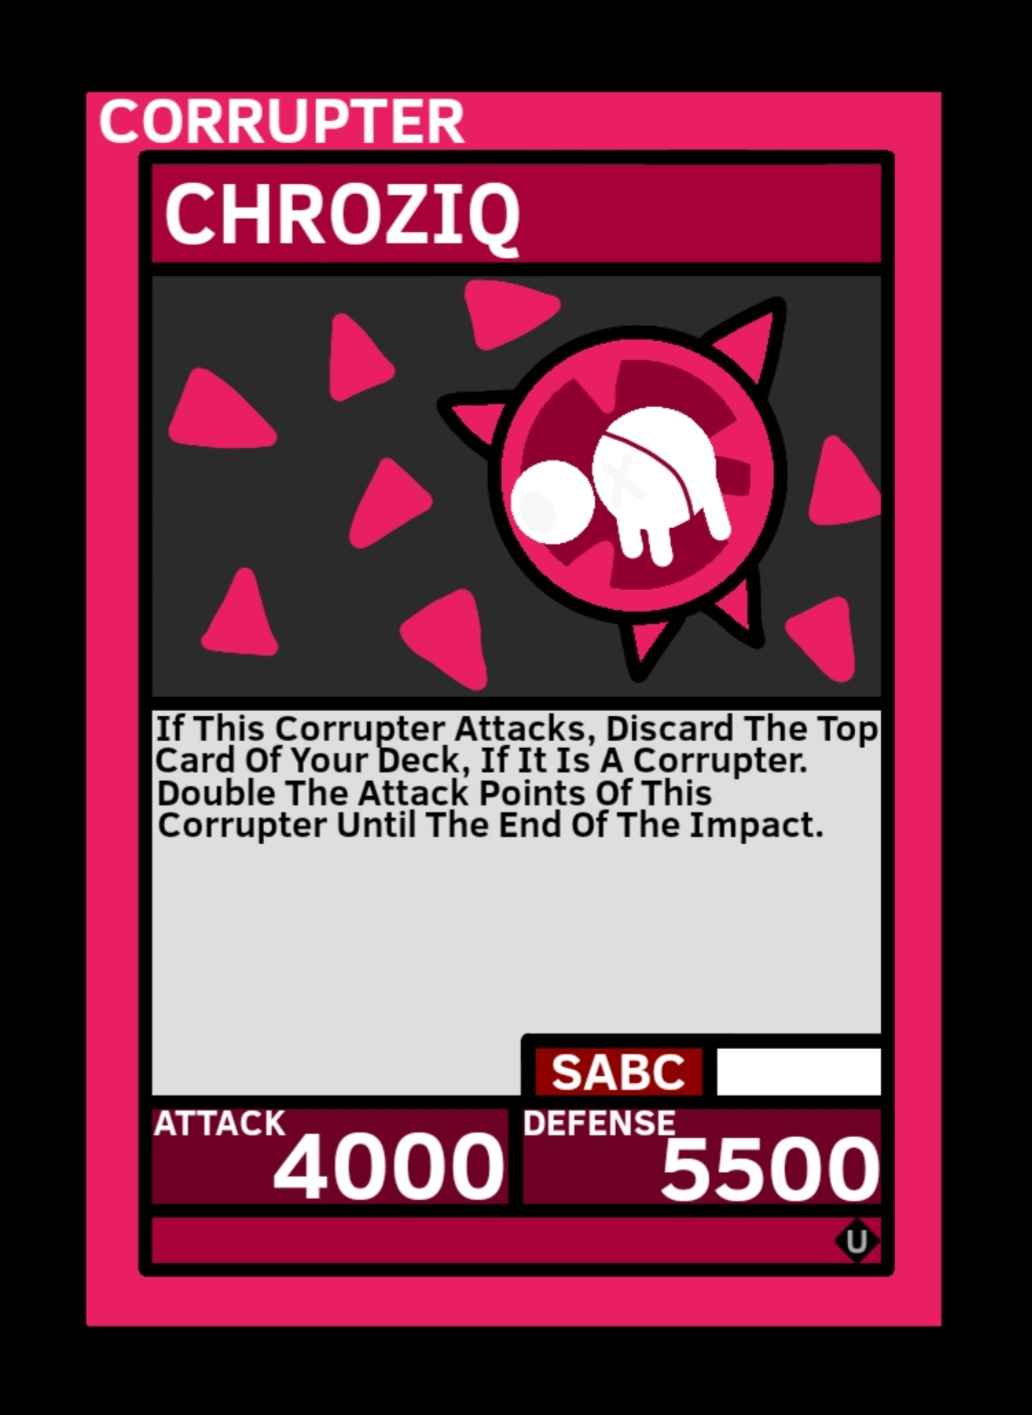 CORRUPTER
CHROZIQ
If This Corrupter Attacks, Discard The Top
Card Of Your Deck, If It Is A Corrupter.
Double The Attack Points Of This
Corrupter Until The End Of The Impact.
SABC
ATTACK
4000
DEFENSE
5500
U